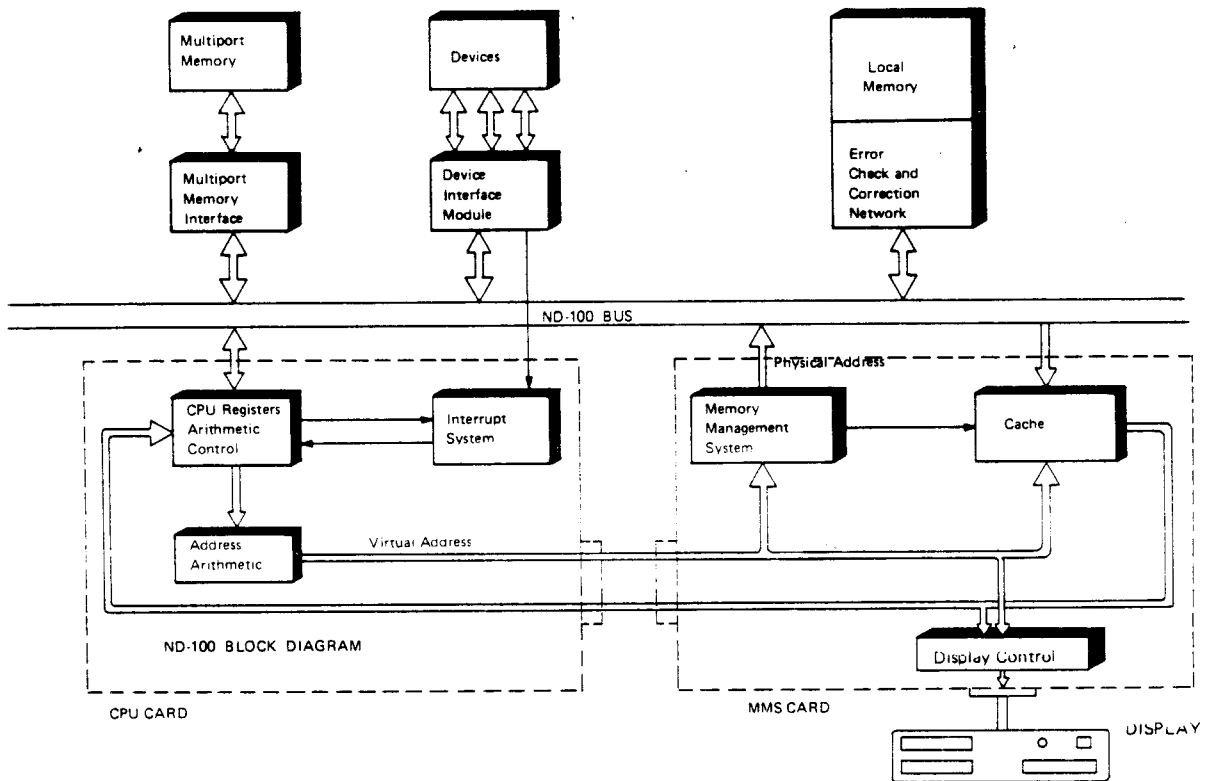 Multiport
Memory
Devices
Local
Memory
Multiport
Memory
Interface
Device
Interface
Module
Error
Check and
Correction
Network
ND-100 BUS
Physical Address
CPU Registers
Arithmetic
Control
Interrupt
System
Memory
Management
System
Cache
Address
Arithmetic
Virtual Address
ND-100 BLOCK DIAGRAM
Display Control
CPU CARD
MMS CARD
DISPLAY